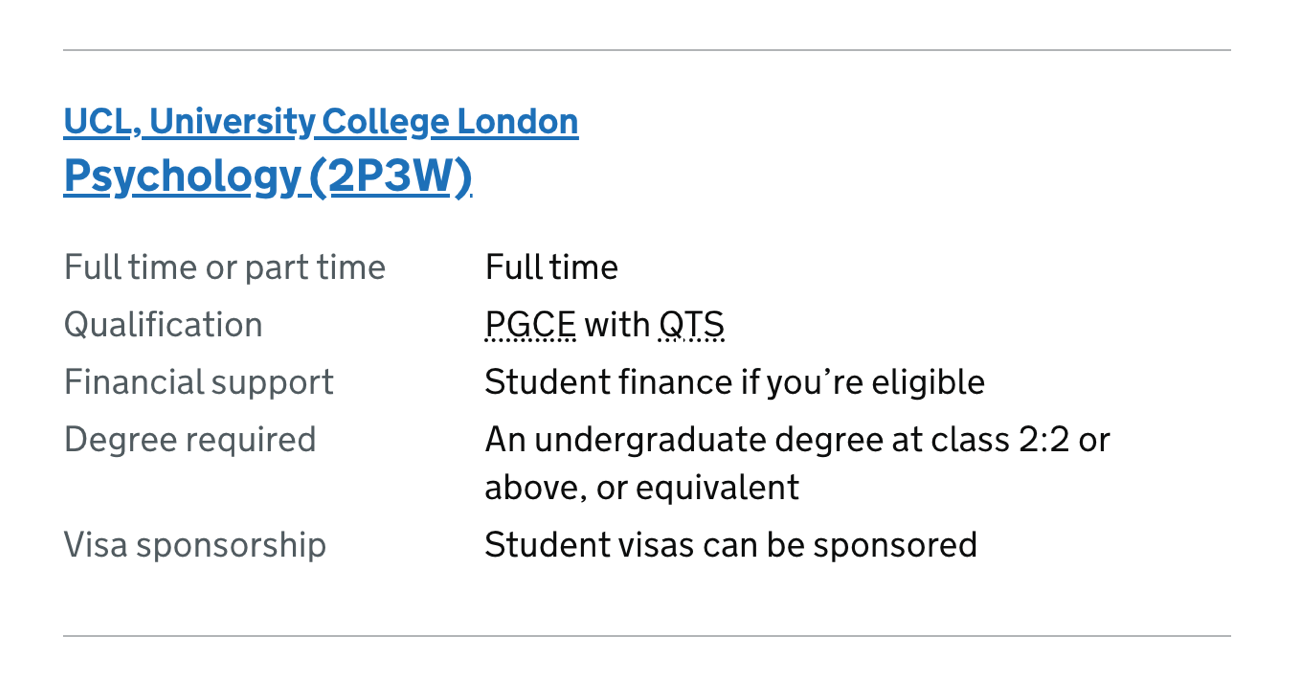 UCL, University College London
Psychology (2P3W)
Full time or part time Full time
Qualification PGCE with QTS
Financial support Student finance if you’re eligible
Degree required An undergraduate degree at class 2:2 or
above, or equivalent
Visa sponsorship Student visas can be sponsored